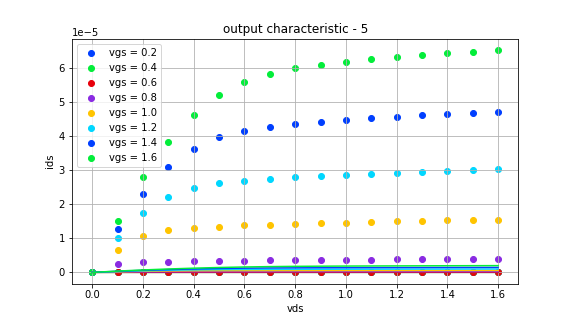 output characteristic - 5
1e−5
vgs = 0.2
vgs = 0.4
vgs = 0.6
vgs = 0.8
vgs = 1.0
vgs = 1.2
vgs = 1.4
vgs = 1.6
6
5
4
3
2
1
0
ids
0.0 0.2 0.4 0.6 0.8 1.0 1.2 1.4 1.6
vds